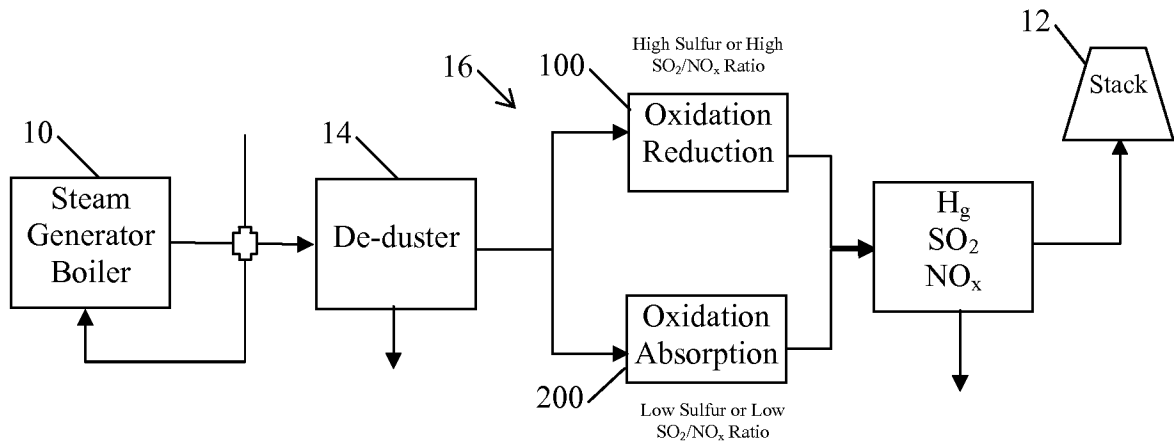 10
Steam
Generator
Boiler
14
De-duster
16
High Sulfur or High
SO₂/NOₓ Ratio
100
Oxidation
Reduction
Oxidation
Absorption
200
Low Sulfur or Low
SO₂/NOₓ Ratio
H₉
SO₂
NOₓ
12
Stack